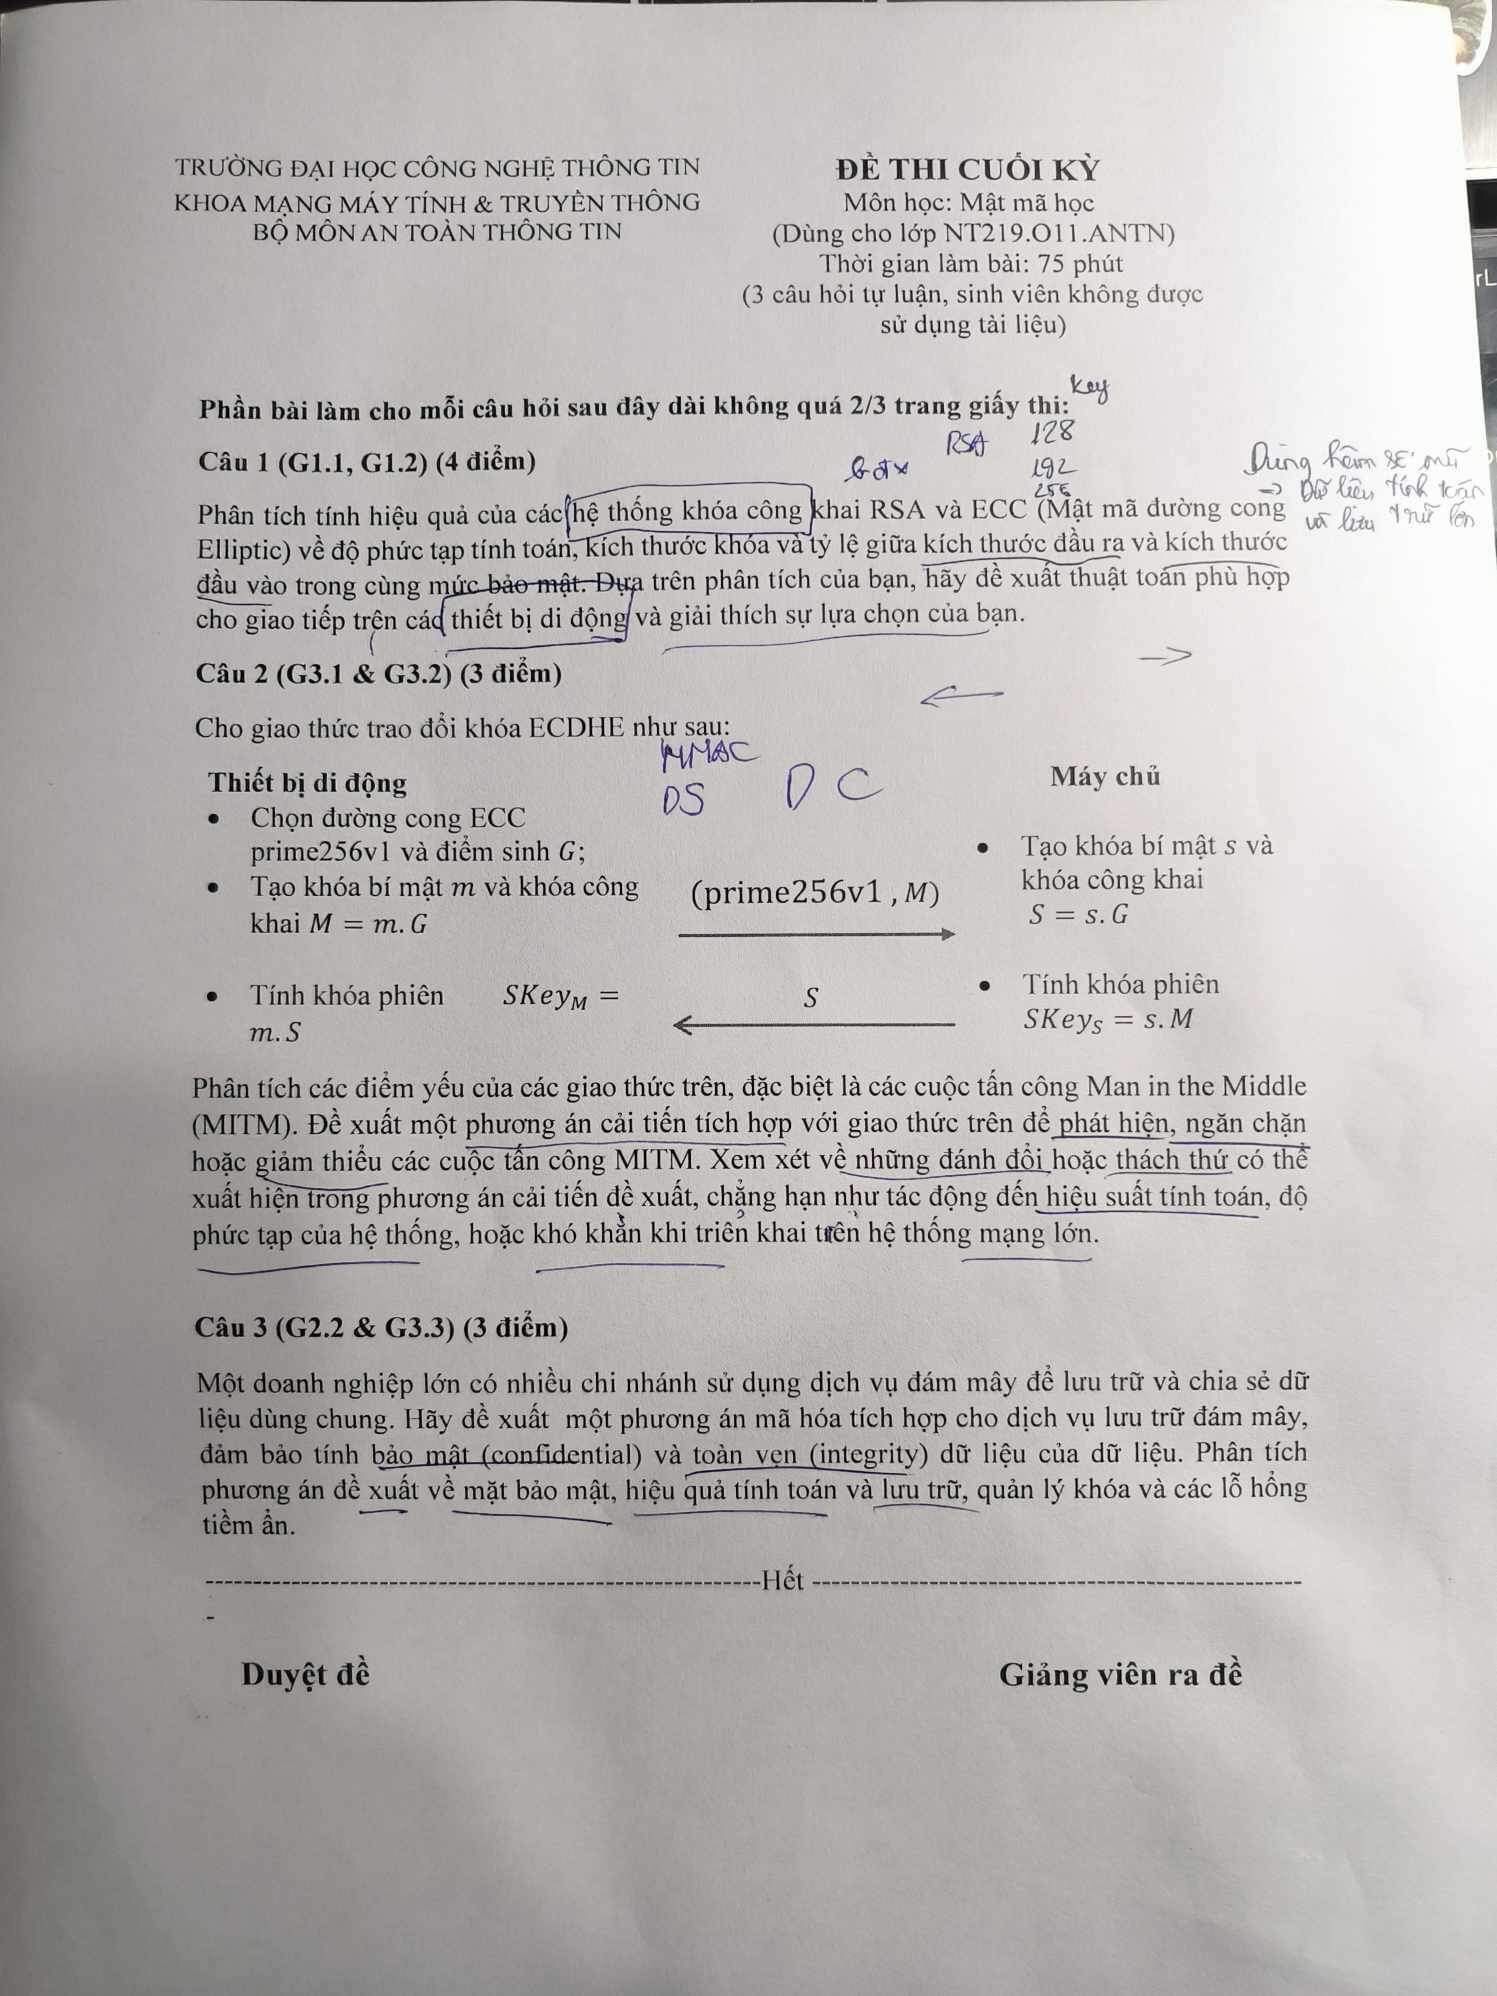 TRƯỜNG ĐẠI HỌC CÔNG NGHỆ THÔNG TIN
KHOA MẠNG MÁY TÍNH & TRUYỀN THÔNG
BỘ MÔN AN TOÀN THÔNG TIN
ĐỀ THI CUỐI KỲ
Môn học: Mật mã học
(Dùng cho lớp NT219.O11.ANTN)
Thời gian làm bài: 75 phút
(3 câu hỏi tự luận, sinh viên không được
sử dụng tài liệu)
Key
Phần bài làm cho mỗi câu hỏi sau đây dài không quá 2/3 trang giấy thi:
RSA 128
Câu 1 (G1.1, G1.2) (4 điểm)
192
256
Dùng hàm số mũ
=> Dữ liệu tính toán
và lưu trữ lớn
Phân tích tính hiệu quả của các hệ thống khóa công khai RSA và ECC (Mật mã đường cong
Elliptic) về độ phức tạp tính toán, kích thước khóa và tỷ lệ giữa kích thước đầu ra và kích thước
đầu vào trong cùng mức bảo mật. Dựa trên phân tích của bạn, hãy đề xuất thuật toán phù hợp
cho giao tiếp trên các thiết bị di động và giải thích sự lựa chọn của bạn.
Câu 2 (G3.1 & G3.2) (3 điểm)
Cho giao thức trao đổi khóa ECDHE như sau:
HMAC
DS
D C
Thiết bị di động
Máy chủ
• Chọn đường cong ECC
prime256v1 và điểm sinh G;
• Tạo khóa bí mật m và khóa công
khai M = m. G
(prime256v1 , M)
• Tạo khóa bí mật s và
khóa công khai
S = s. G
• Tính khóa phiên SKey_M =
m. S
S
• Tính khóa phiên
SKey_S = s. M
Phân tích các điểm yếu của các giao thức trên, đặc biệt là các cuộc tấn công Man in the Middle
(MITM). Đề xuất một phương án cải tiến tích hợp với giao thức trên để phát hiện, ngăn chặn
hoặc giảm thiểu các cuộc tấn công MITM. Xem xét về những đánh đổi hoặc thách thứ có thể
xuất hiện trong phương án cải tiến đề xuất, chẳng hạn như tác động đến hiệu suất tính toán, độ
phức tạp của hệ thống, hoặc khó khăn khi triển khai trên hệ thống mạng lớn.
Câu 3 (G2.2 & G3.3) (3 điểm)
Một doanh nghiệp lớn có nhiều chi nhánh sử dụng dịch vụ đám mây để lưu trữ và chia sẻ dữ
liệu dùng chung. Hãy đề xuất một phương án mã hóa tích hợp cho dịch vụ lưu trữ đám mây,
đảm bảo tính bảo mật (confidential) và toàn vẹn (integrity) dữ liệu của dữ liệu. Phân tích
phương án đề xuất về mặt bảo mật, hiệu quả tính toán và lưu trữ, quản lý khóa và các lỗ hổng
tiềm ẩn.
-----------------------------------------------------------Hết ----------------------------------------------------
-
Duyệt đề
Giảng viên ra đề